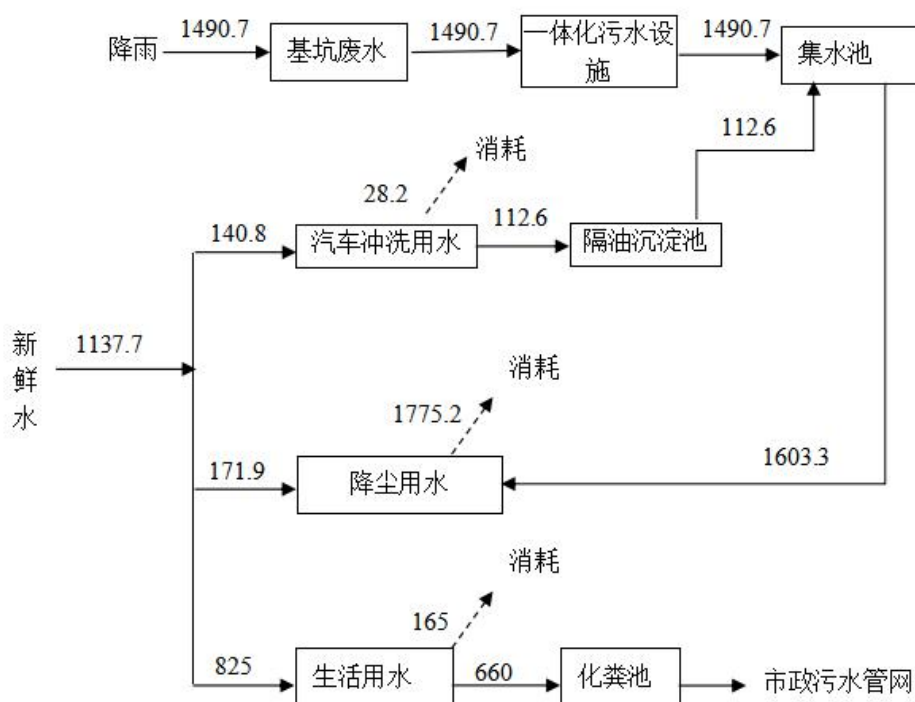 降雨
1490.7
基坑废水
1490.7
一体化污水设
施
1490.7
集水池
112.6
消耗
28.2
140.8
汽车冲洗用水
112.6
隔油沉淀池
新
鲜
水
1137.7
消耗
1775.2
171.9
降尘用水
1603.3
消耗
165
825
生活用水
660
化粪池
市政污水管网